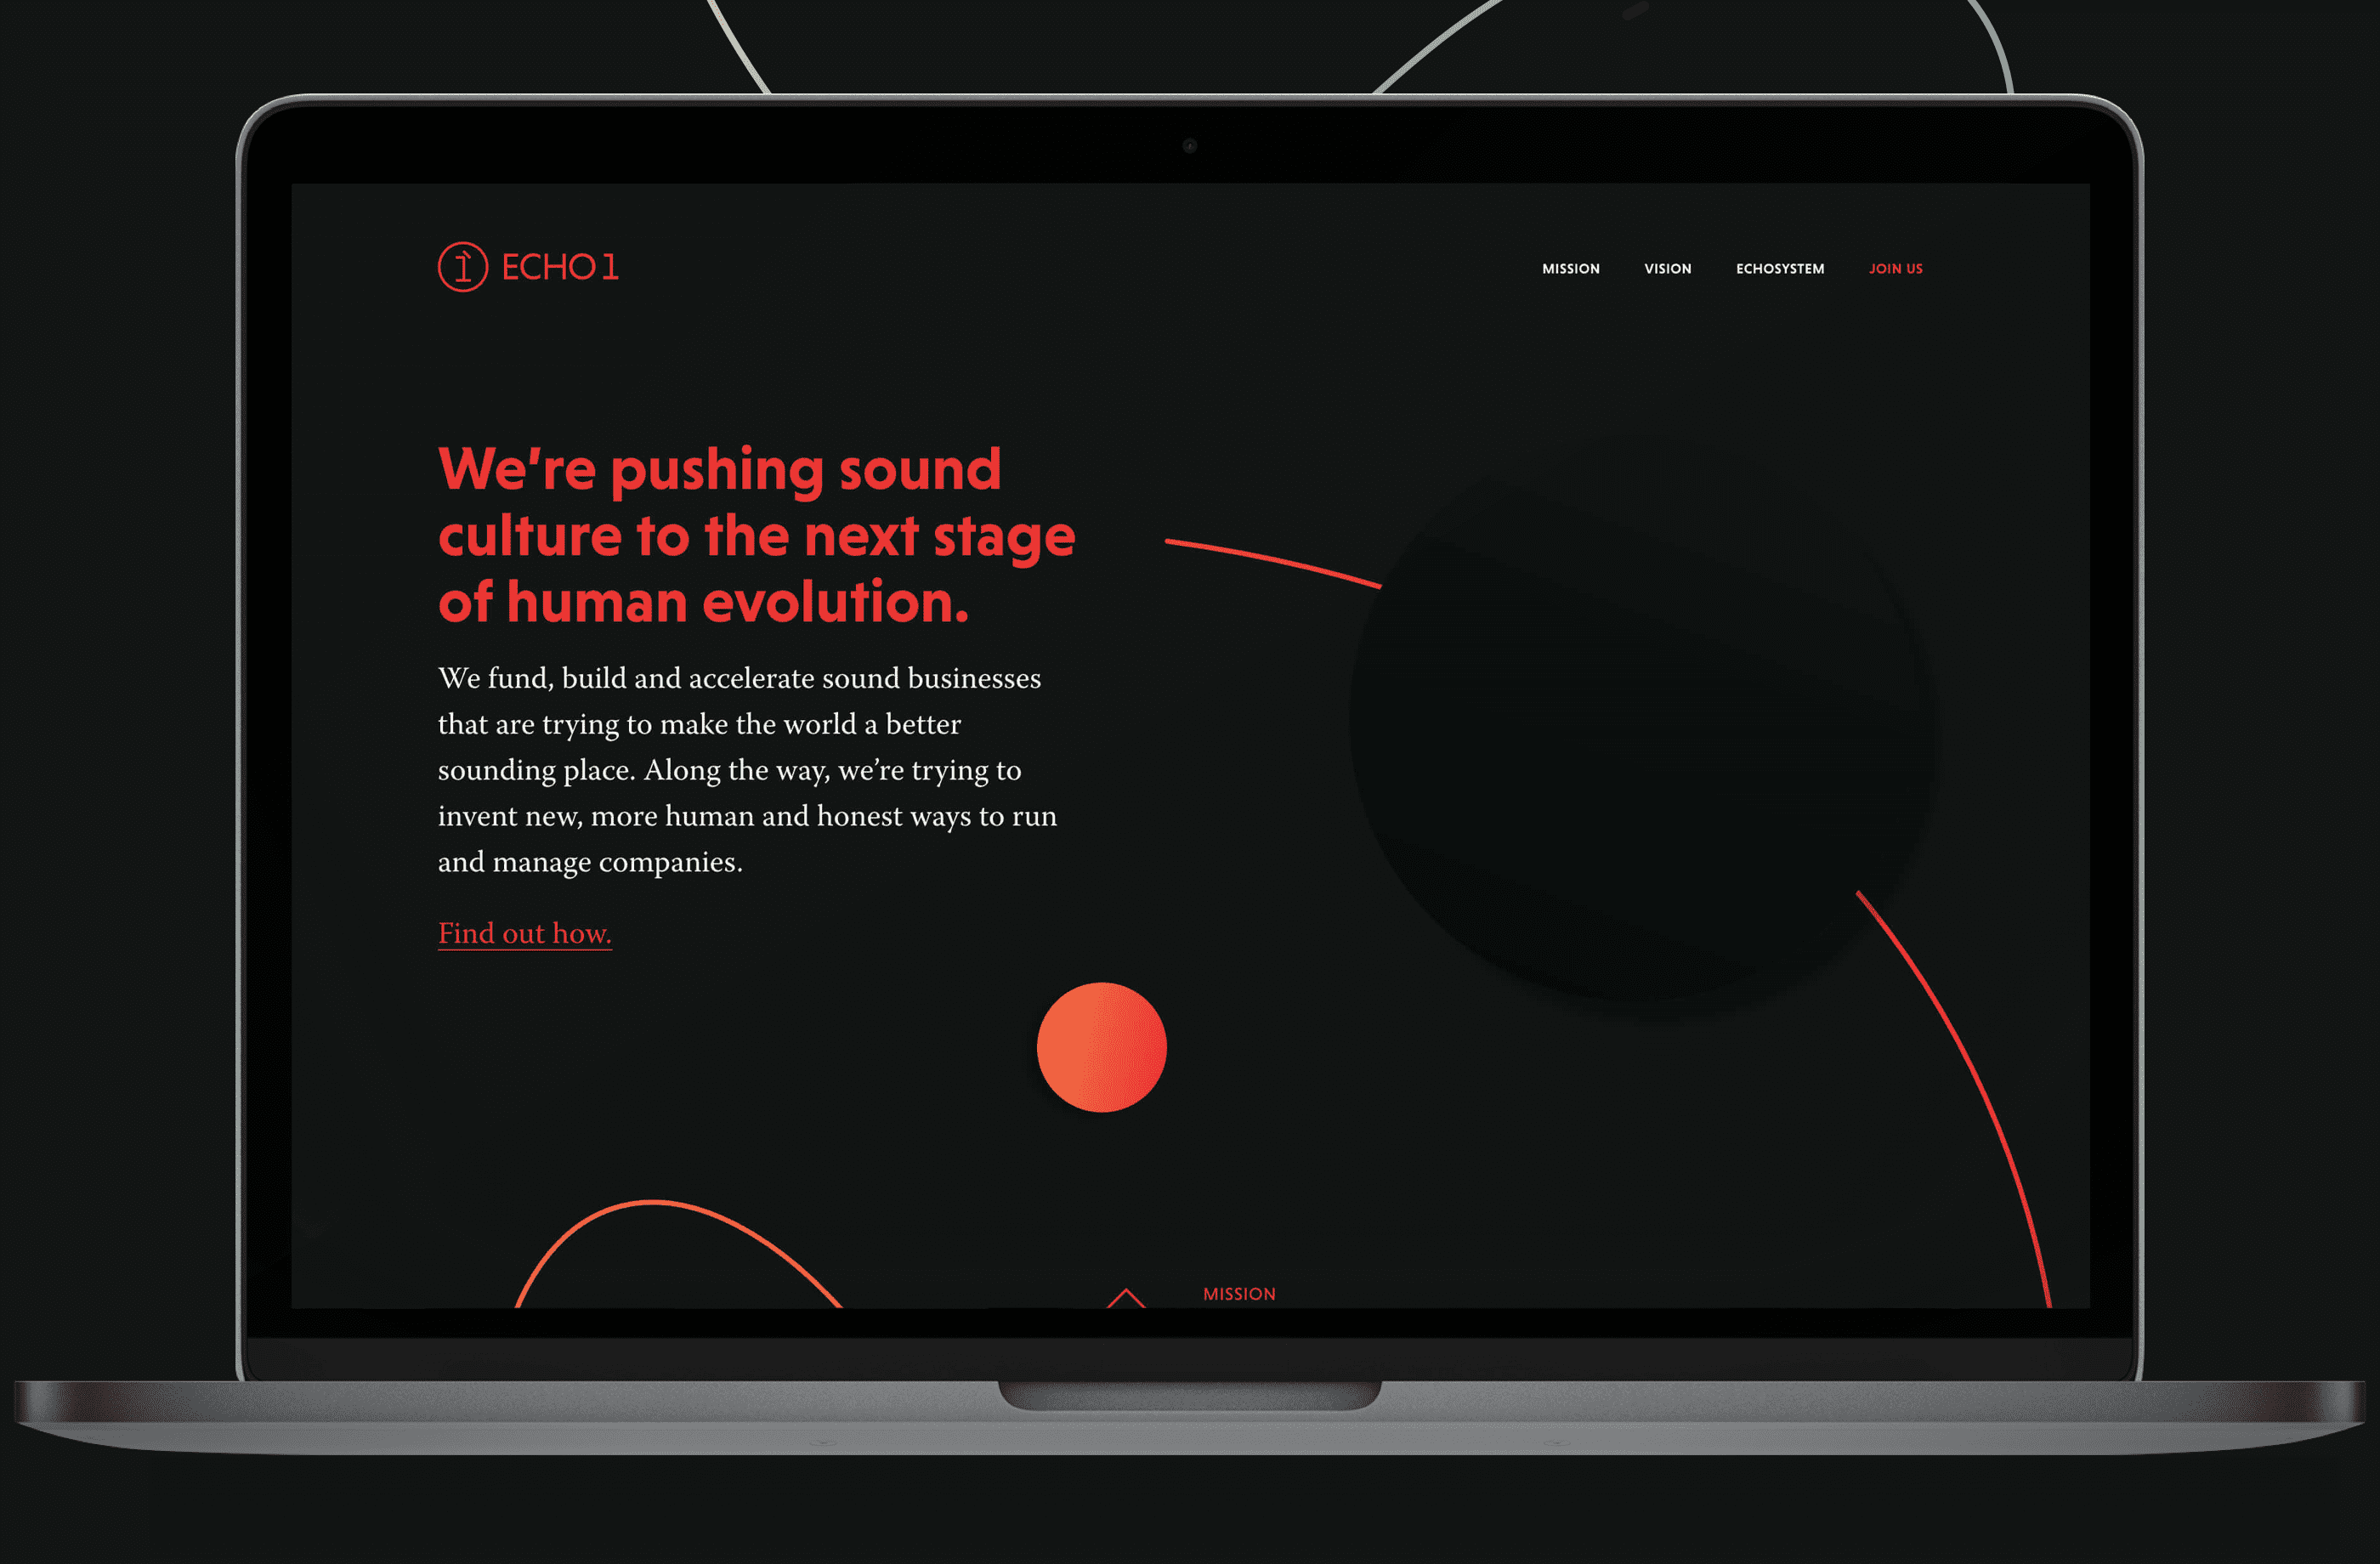 ECHO1
MISSION VISION ECHOSYSTEM JOIN US
We’re pushing sound
culture to the next stage
of human evolution.
We fund, build and accelerate sound businesses
that are trying to make the world a better
sounding place. Along the way, we’re trying to
invent new, more human and honest ways to run
and manage companies.
Find out how.
MISSION